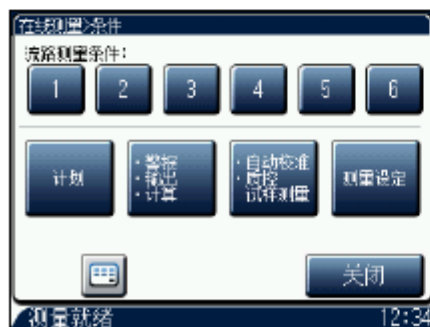 在线测量>条件
流路测量条件:
1 2 3 4 5 6
计划
·警报
·输出
·计算
·自动校准
·质控
试样测量
测量设定
关闭
测量就绪 12:34